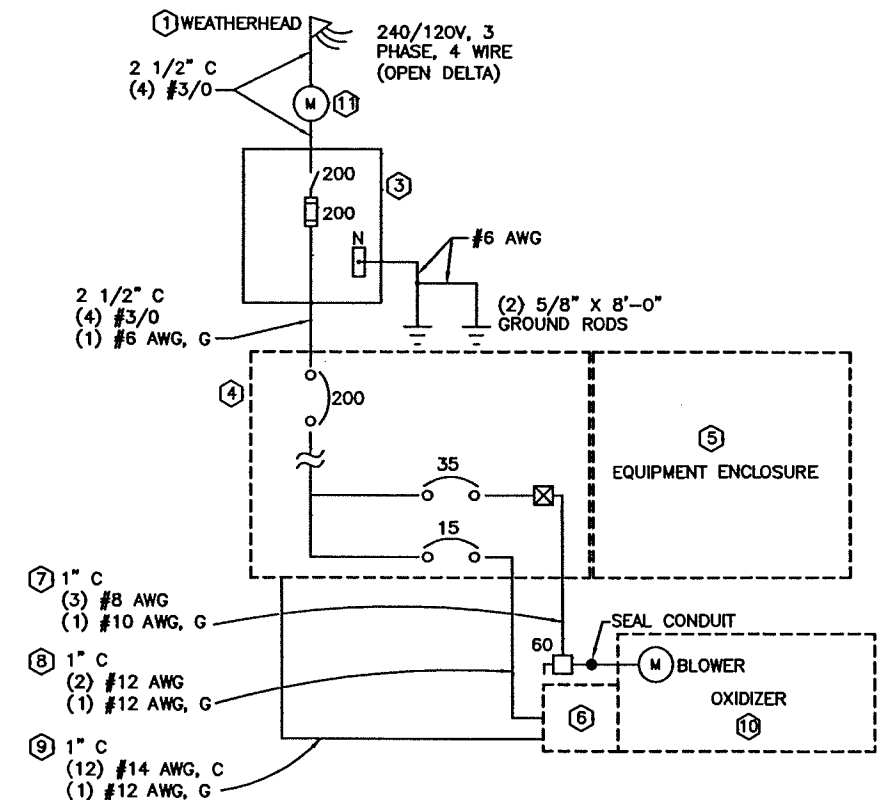 1 WEATHERHEAD
240/120V, 3
PHASE, 4 WIRE
(OPEN DELTA)
2 1/2" C
(4) #3/0
M 11
200
3
200
N
#6 AWG
2 1/2" C
(4) #3/0
(1) #6 AWG, G
(2) 5/8" X 8'-0"
GROUND RODS
4
200
5
EQUIPMENT ENCLOSURE
35
15
7 1" C
(3) #8 AWG
(1) #10 AWG, G
SEAL CONDUIT
60
M BLOWER
8 1" C
(2) #12 AWG
(1) #12 AWG, G
OXIDIZER
6
10
9 1" C
(12) #14 AWG, C
(1) #12 AWG, G